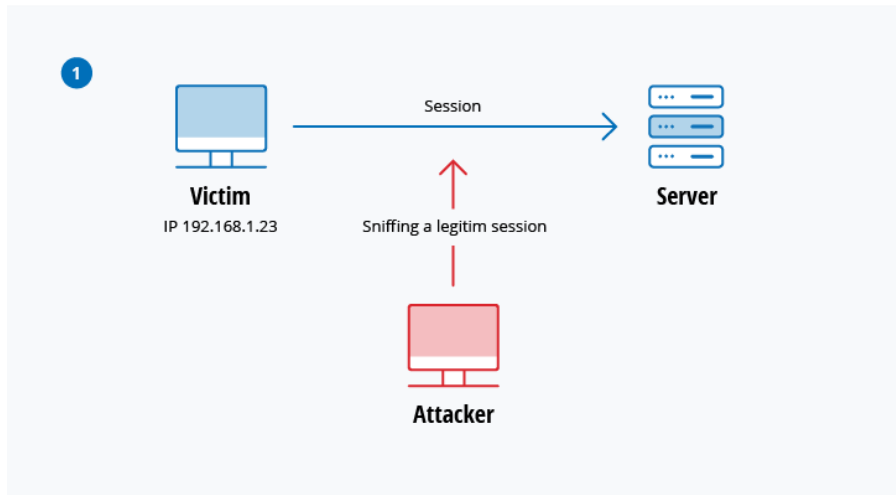 1
Session
Victim
IP 192.168.1.23
Server
Sniffing a legitim session
Attacker